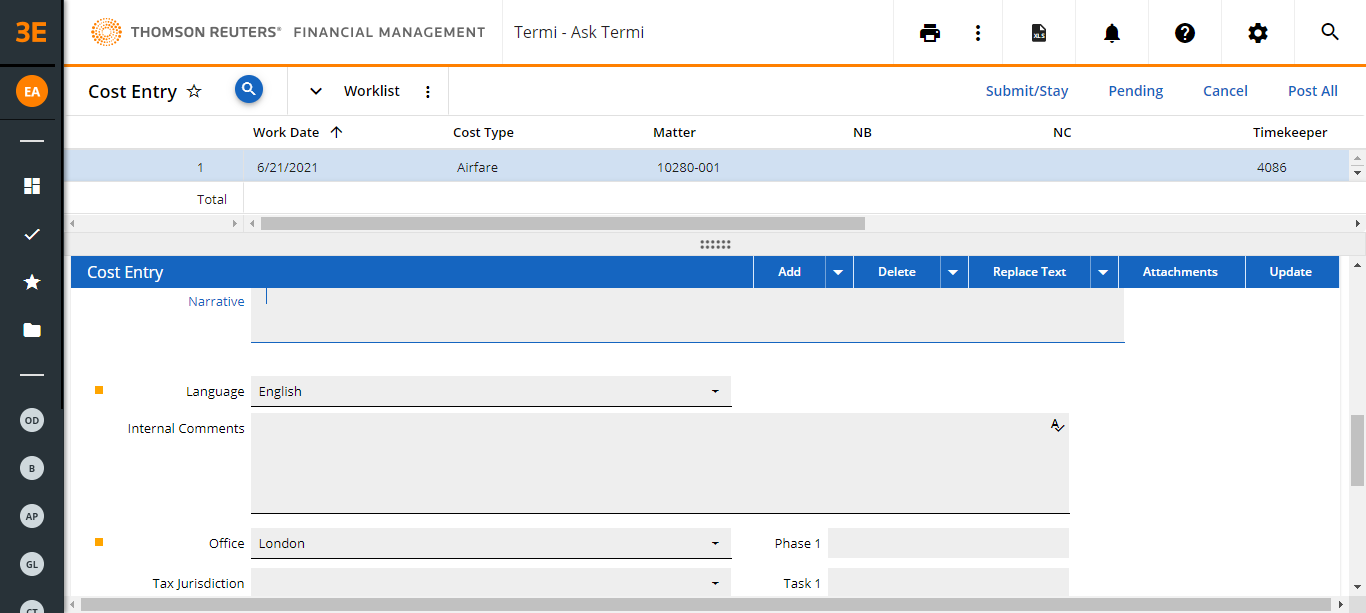 3E THOMSON REUTERS® FINANCIAL MANAGEMENT Termi - Ask Termi XLS
EA Cost Entry Worklist Submit/Stay Pending Cancel Post All
Work Date Cost Type Matter NB NC Timekeeper
1 6/21/2021 Airfare 10280-001 4086
Total
Cost Entry Add Delete Replace Text Attachments Update
Narrative
Language English
OD Internal Comments A
B
AP
Office London Phase 1
GL
Tax Jurisdiction Task 1
CT